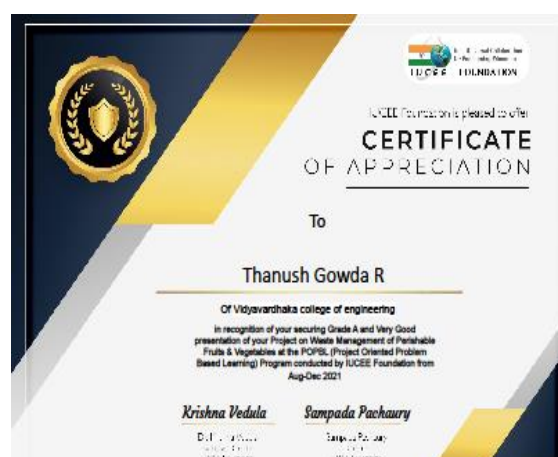 IUCEE FOUNDATION
IUCEE Foundation is pleased to offer
CERTIFICATE
OF APPRECIATION
To
Thanush Gowda R
Of Vidyavardhaka college of engineering
in recognition of your securing Grade A and Very Good
presentation of your Project on Waste Management of Perishable
Fruits & Vegetables at the POPBL (Project Oriented Problem
Based Learning) Program conducted by IUCEE Foundation from
Aug-Dec 2021
Krishna Vedula Sampada Pachaury